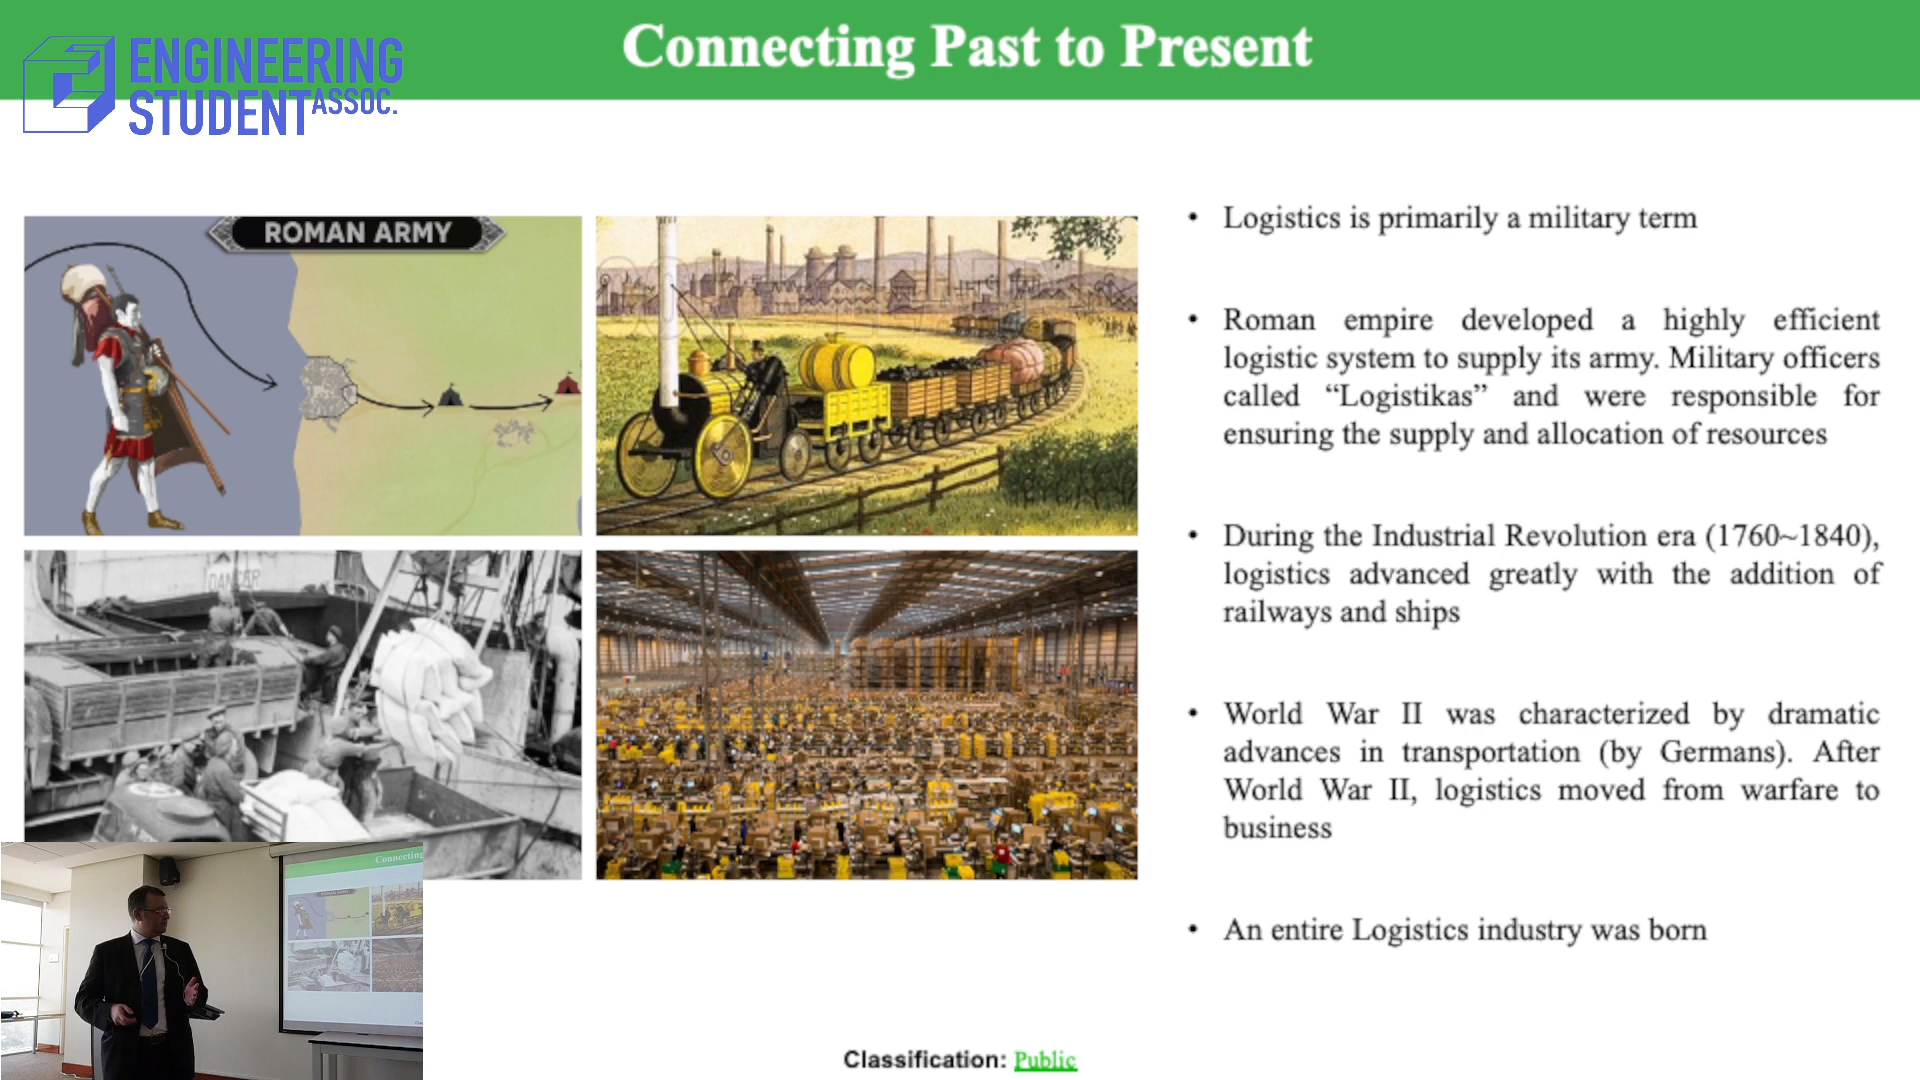 Connecting Past to Present
ENGINEERING
STUDENT ASSOC.
ROMAN ARMY
DANCAR
• Logistics is primarily a military term
• Roman empire developed a highly efficient
logistic system to supply its army. Military officers
called “Logistikas” and were responsible for
ensuring the supply and allocation of resources
• During the Industrial Revolution era (1760~1840),
logistics advanced greatly with the addition of
railways and ships
• World War II was characterized by dramatic
advances in transportation (by Germans). After
World War II, logistics moved from warfare to
business
• An entire Logistics industry was born
Connecting
Classification: Public